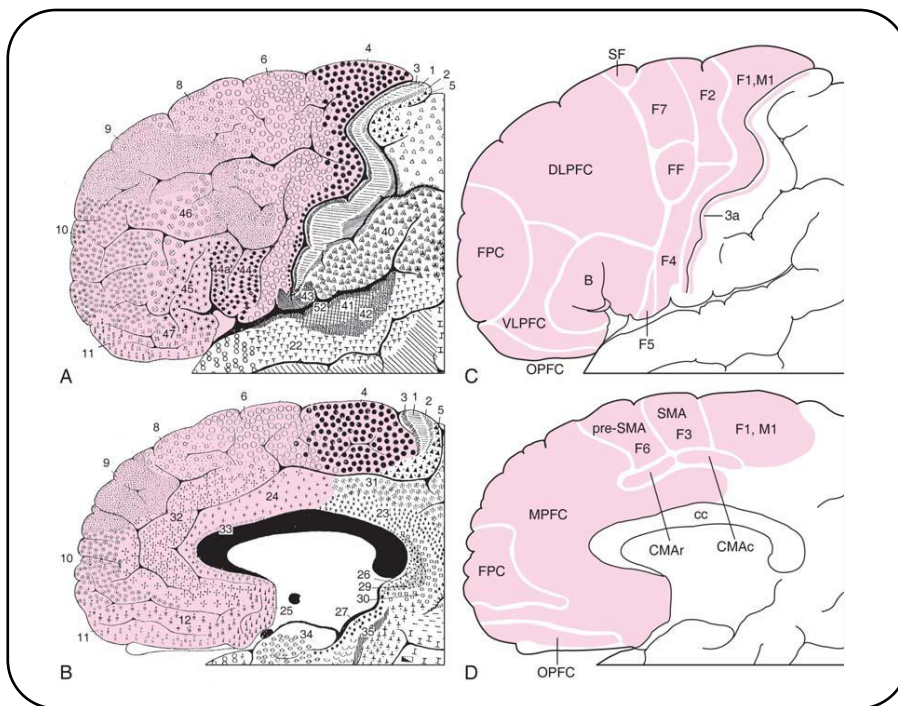 4
6
3
1
2
5
8
9
46
10
40
44a
44
45
43
52
41
42
47
22
11
A
SF
F1,M1
F2
F7
DLPFC
FF
3a
FPC
F4
B
VLPFC
F5
OPFC
C
4
6
3
1
2
5
8
9
31
24
32
23
33
10
26
29
30
25
27
12
11
34
35
B
SMA
pre-SMA
F3
F1, M1
F6
MPFC
cc
CMAr
CMAc
FPC
OPFC
D